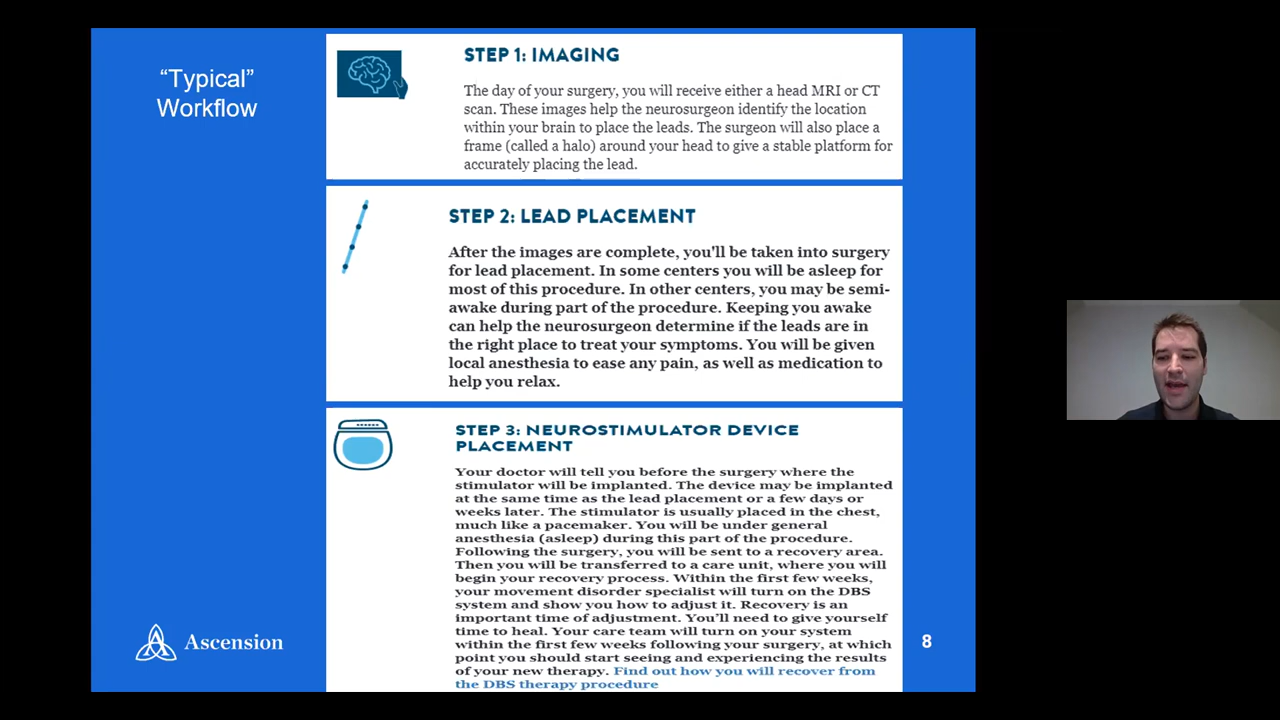 “Typical”
Workflow
STEP 1: IMAGING
The day of your surgery, you will receive either a head MRI or CT
scan. These images help the neurosurgeon identify the location
within your brain to place the leads. The surgeon will also place a
frame (called a halo) around your head to give a stable platform for
accurately placing the lead.
STEP 2: LEAD PLACEMENT
After the images are complete, you'll be taken into surgery
for lead placement. In some centers you will be asleep for
most of this procedure. In other centers, you may be semi-
awake during part of the procedure. Keeping you awake
can help the neurosurgeon determine if the leads are in
the right place to treat your symptoms. You will be given
local anesthesia to ease any pain, as well as medication to
help you relax.
STEP 3: NEUROSTIMULATOR DEVICE
PLACEMENT
Your doctor will tell you before the surgery where the
stimulator will be implanted. The device may be implanted
at the same time as the lead placement or a few days or
weeks later. The stimulator is usually placed in the chest,
much like a pacemaker. You will be under general
anesthesia (asleep) during this part of the procedure.
Following the surgery, you will be sent to a recovery area.
Then you will be transferred to a care unit, where you will
begin your recovery process. Within the first few weeks,
your movement disorder specialist will turn on the DBS
system and show you how to adjust it. Recovery is an
important time of adjustment. You'll need to give yourself
time to heal. Your care team will turn on your system
within the first few weeks following your surgery, at which
point you should start seeing and experiencing the results
of your new therapy. Find out how you will recover from
the DBS therapy procedure
Ascension
8